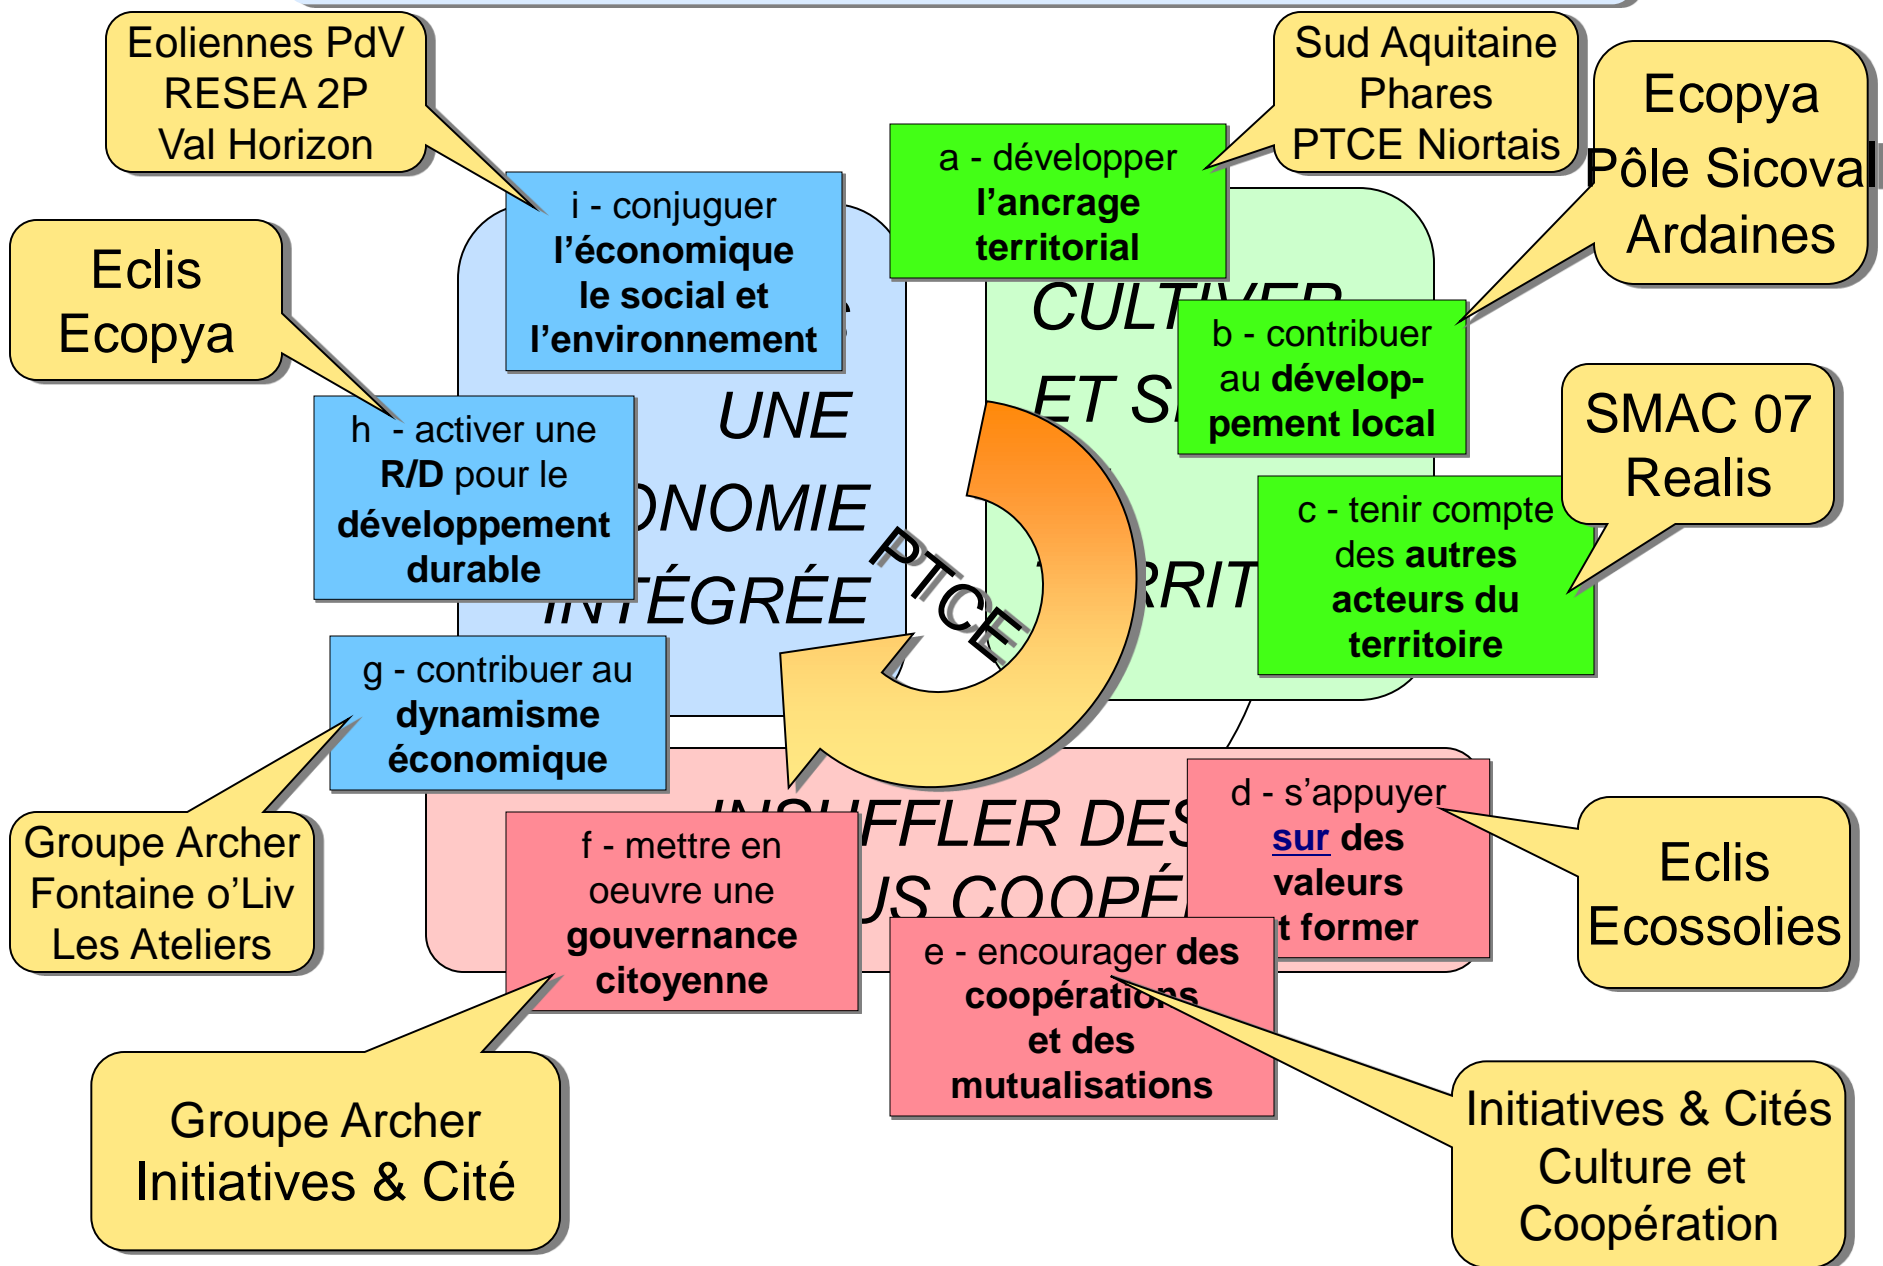 Eoliennes PdV
RESEA 2P
Val Horizon
Sud Aquitaine
Phares
PTCE Niortais
Ecopya
Pôle Sicoval
Ardaines
a - développer
l’ancrage
territorial
i - conjuguer
l’économique
le social et
l’environnement
Eclis
Ecopya
CULTIVER
ET
b - contribuer
au dévelop-
pement local
UNE
INTÉGRÉE
SMAC 07
Realis
h - activer une
R/D pour le
développement
durable
c - tenir compte
des autres
acteurs du
territoire
PTCE
g - contribuer au
dynamisme
économique
INSUFFLER DES
d - s’appuyer
sur des
valeurs
former
Groupe Archer
Fontaine o’Liv
Les Ateliers
f - mettre en
oeuvre une
gouvernance
citoyenne
Eclis
Ecossolies
e - encourager des
coopérations
et des
mutualisations
Groupe Archer
Initiatives & Cité
Initiatives & Cités
Culture et
Coopération